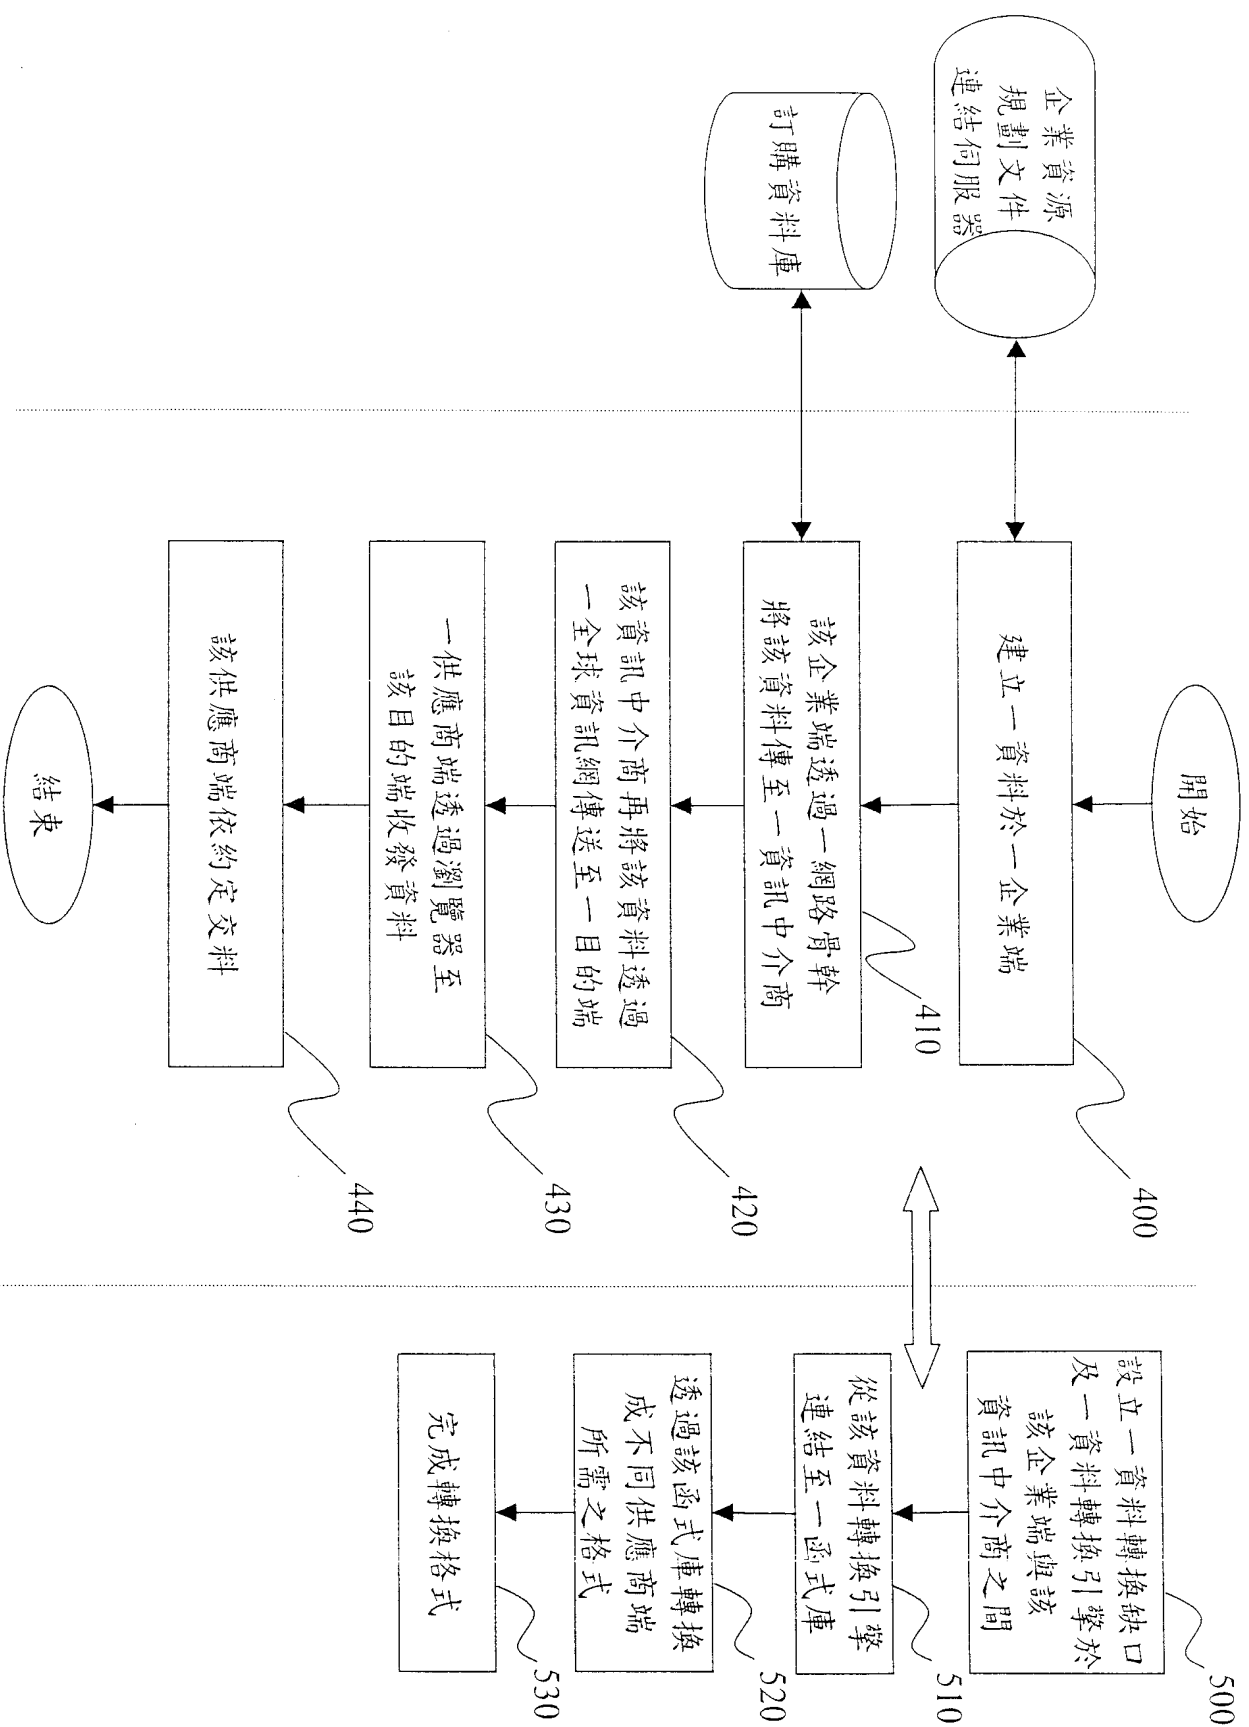 企業資源
規劃文件
連結伺服器
訂購資料庫
開始
建立一資料於一企業端
400
該企業端透過一網路骨幹
將該資料傳至一資訊中介商
410
該資訊中介商再將該資料透過
一全球資訊網傳送至一目的端
420
一供應商端透過瀏覽器至
該目的端收發資料
430
該供應商端依約定交料
440
結束
設立一資料轉換缺口
及一資料轉換引擎於
該企業端與該
資訊中介商之間
500
從該資料轉換引擎
連結至一函式庫
510
透過該函式庫轉換
成不同供應商端
所需之格式
520
完成轉換格式
530